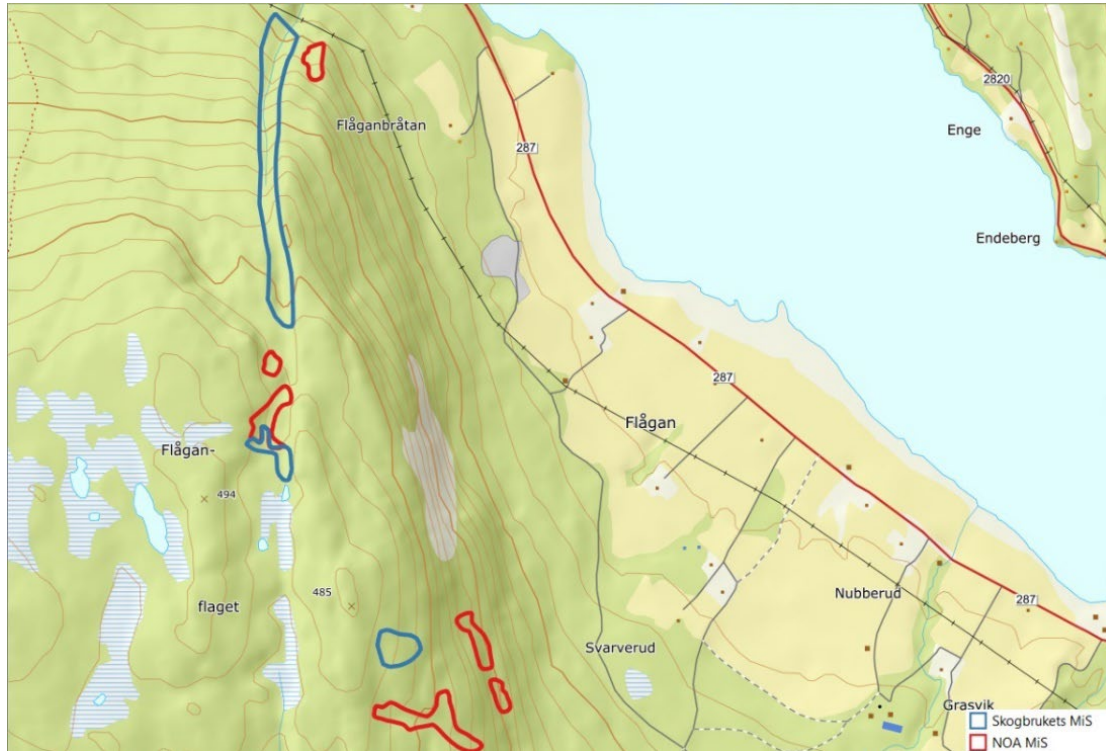 2820
Enge
Flåganbråtan
287
Endeberg
287
Flågan
Flågan-
494
485
flaget
Nubberud
287
Svarverud
Grasvik
Skogbrukets MiS
NOA MiS